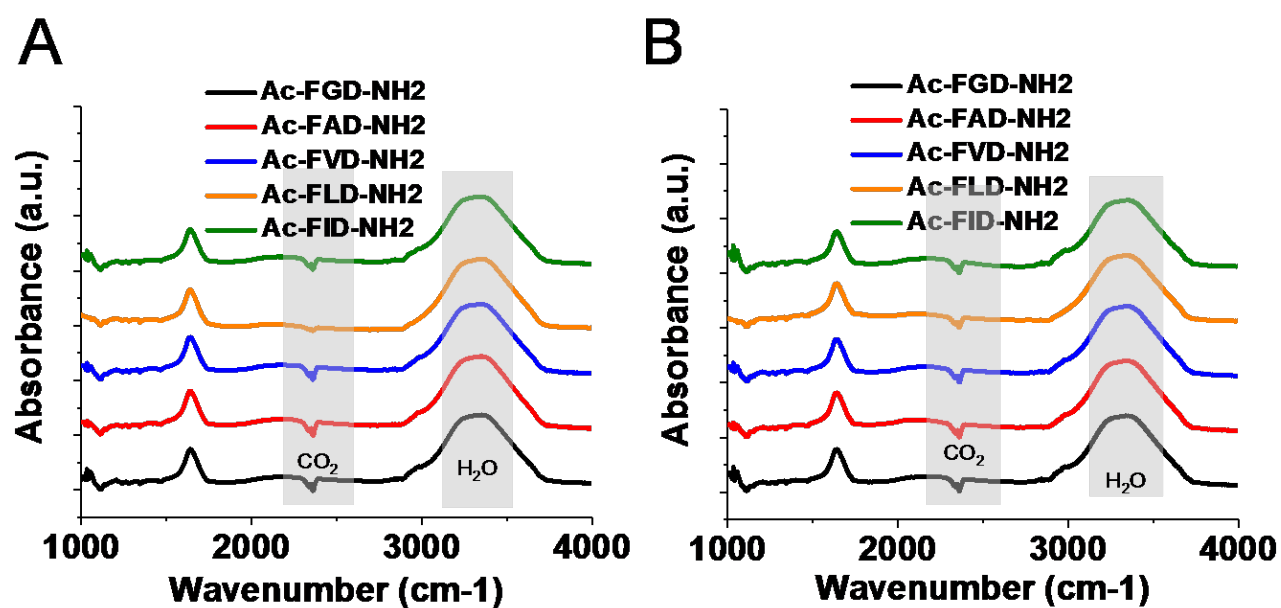 A
Ac-FGD-NH2
Ac-FAD-NH2
Ac-FVD-NH2
Ac-FLD-NH2
Ac-FID-NH2
Absorbance (a.u.)
CO2
H2O
1000 2000 3000 4000
Wavenumber (cm-1)
B
Ac-FGD-NH2
Ac-FAD-NH2
Ac-FVD-NH2
Ac-FLD-NH2
Ac-FID-NH2
Absorbance (a.u.)
CO2
H2O
1000 2000 3000 4000
Wavenumber (cm-1)